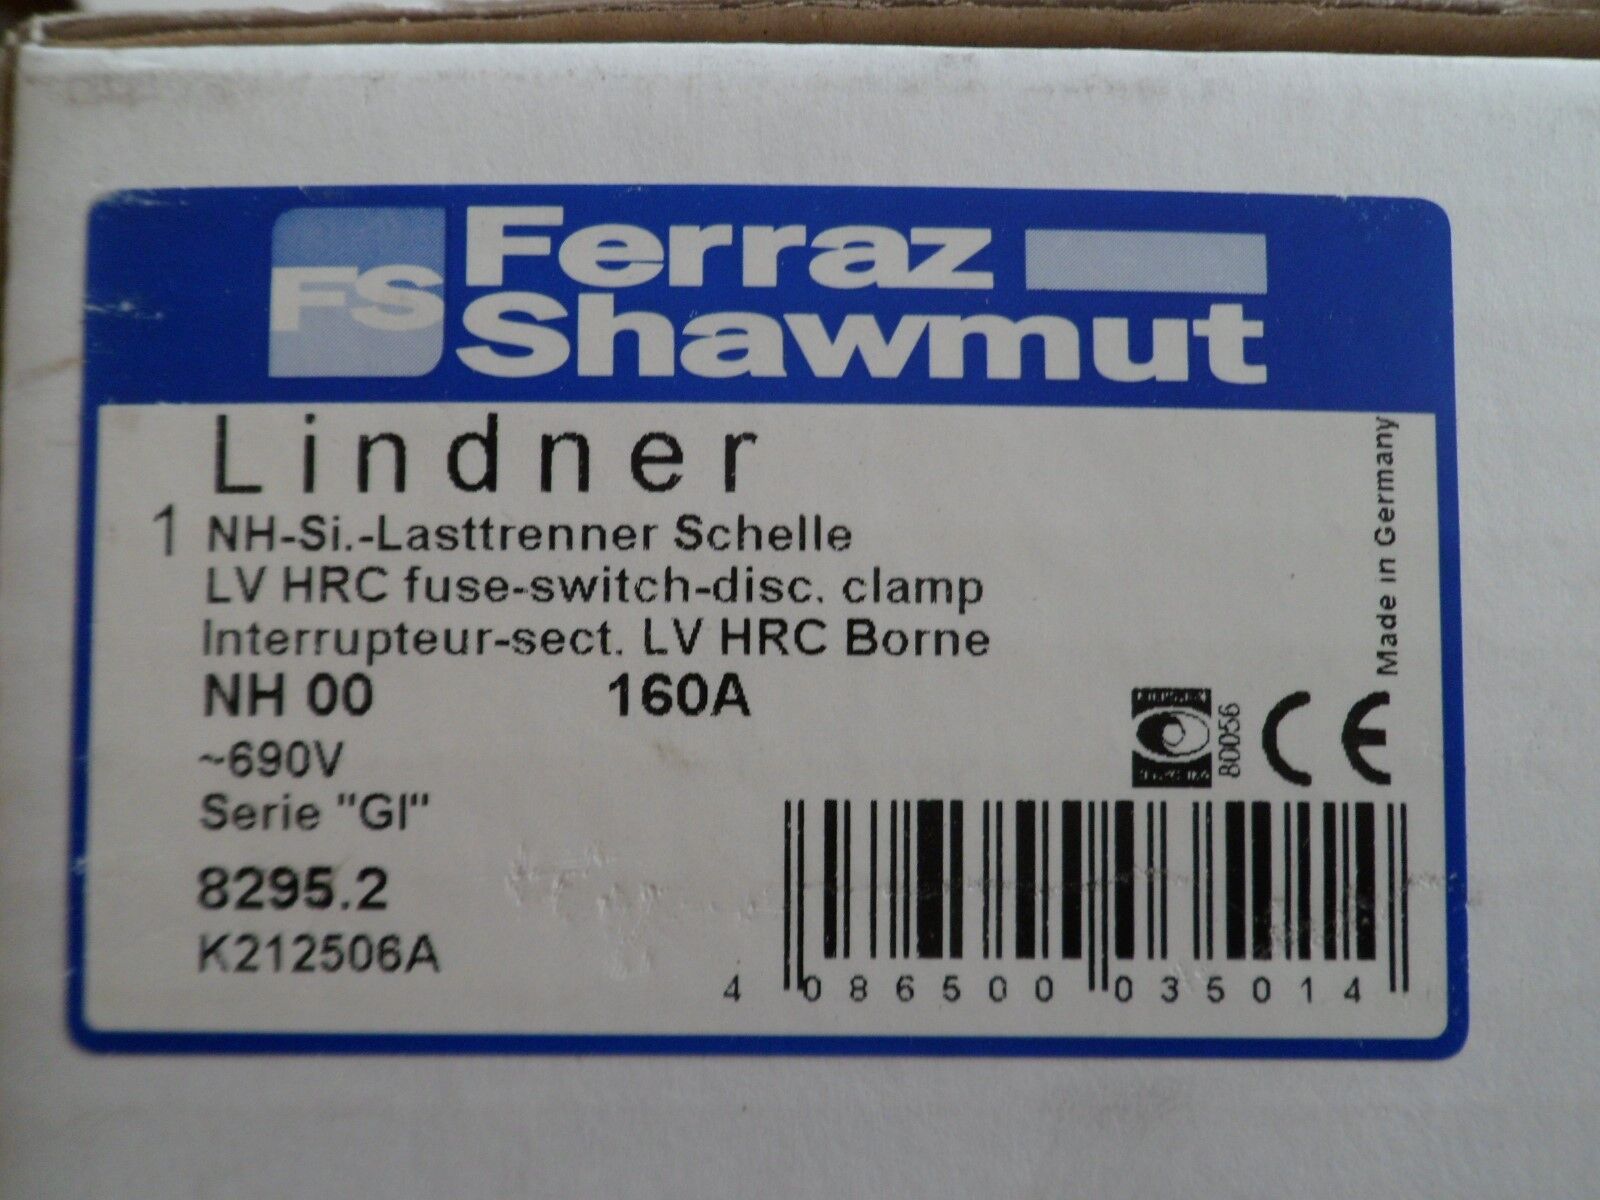 FS
Ferraz
Shawmut
Lindner
1 NH-Si.-Lasttrenner Schelle
LV HRC fuse-switch-disc. clamp
Interrupteur-sect. LV HRC Borne
NH 00 160A
~690V
Serie "GI"
8295.2
K212506A
Made in Germany
80056
CE
4 086500 035014